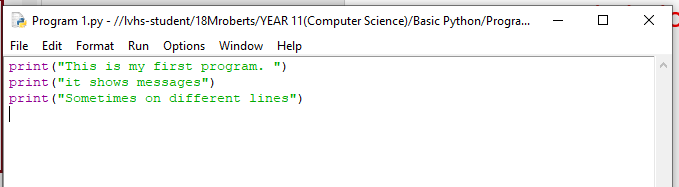 Program 1.py - //lvhs-student/18Mroberts/YEAR 11(Computer Science)/Basic Python/Progra...
File Edit Format Run Options Window Help
print("This is my first program. ")
print("it shows messages")
print("Sometimes on different lines")